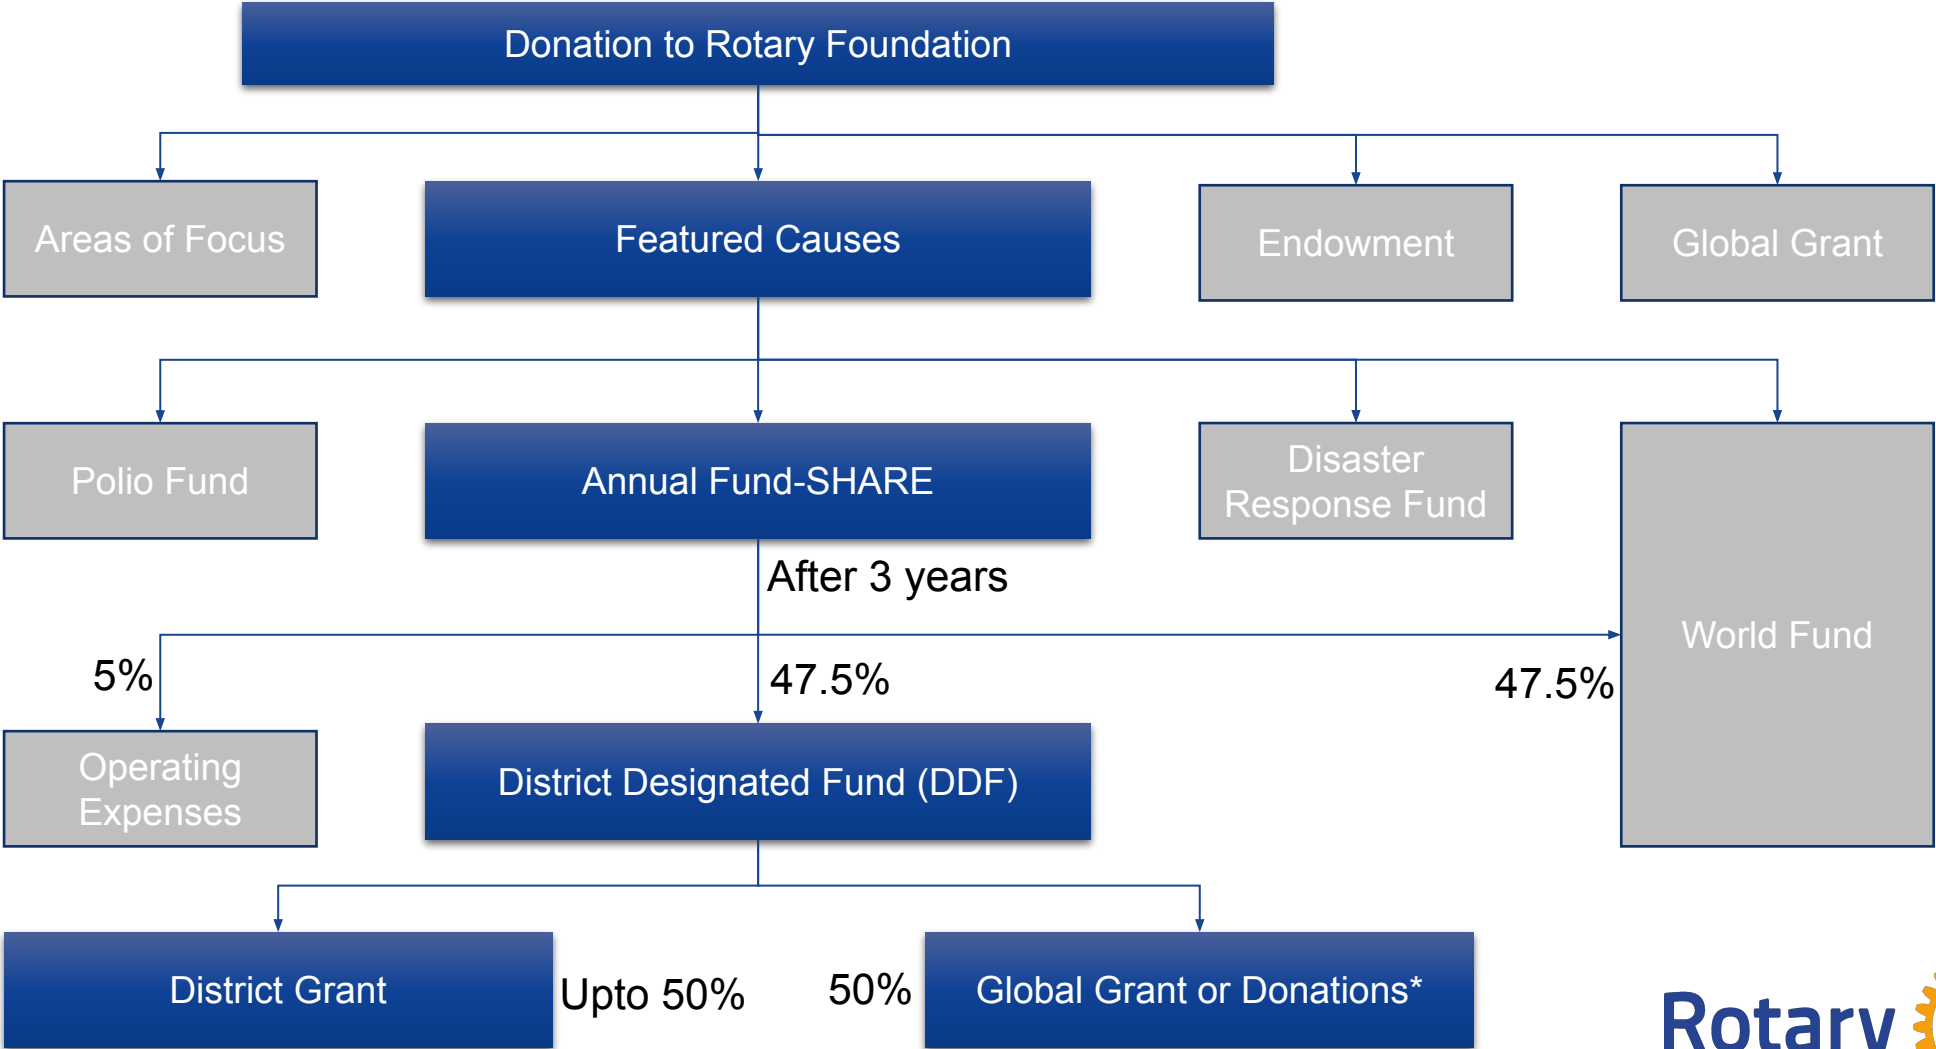 Donation to Rotary Foundation
Areas of Focus
Featured Causes
Endowment
Global Grant
Polio Fund
Annual Fund-SHARE
Disaster
Response Fund
World Fund
After 3 years
5%
47.5%
47.5%
Operating
Expenses
District Designated Fund (DDF)
District Grant
Upto 50%
50%
Global Grant or Donations*
Rotary